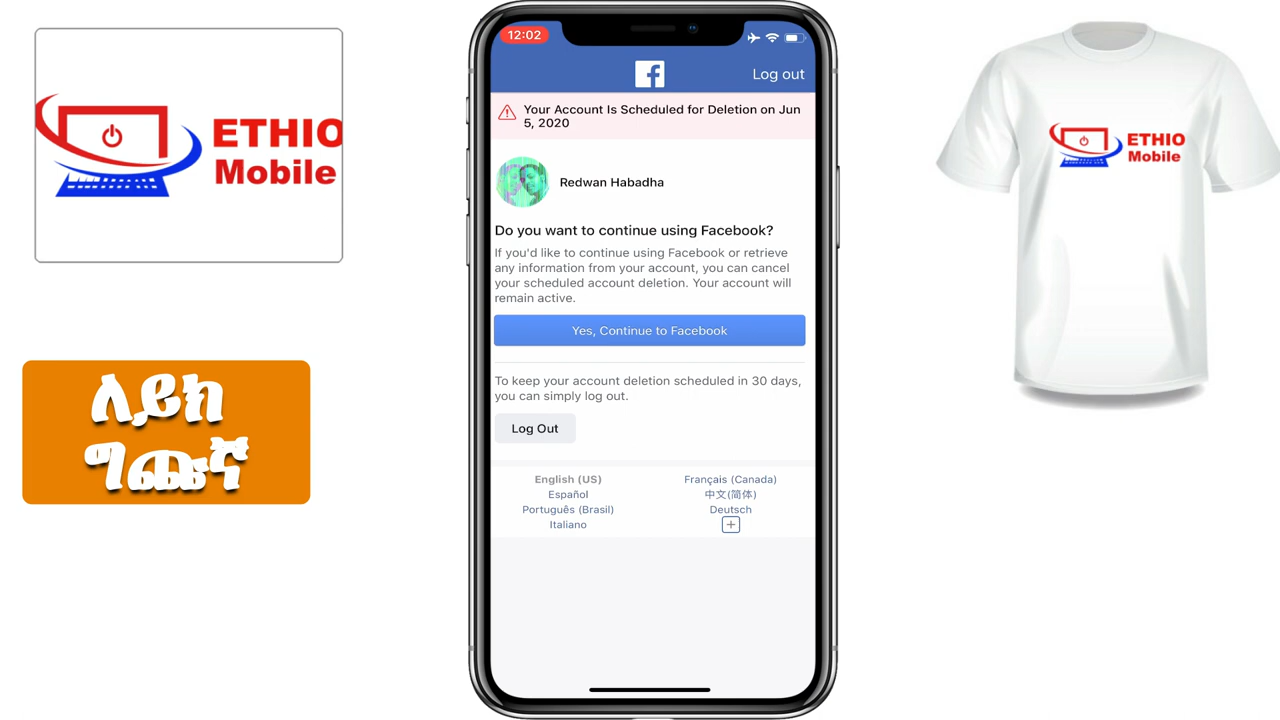 ETHIO
Mobile
ላይክ
ግጩኛ
12:02
Log out
Your Account Is Scheduled for Deletion on Jun
5, 2020
Redwan Habadha
Do you want to continue using Facebook?
If you'd like to continue using Facebook or retrieve
any information from your account, you can cancel
your scheduled account deletion. Your account will
remain active.
Yes, Continue to Facebook
To keep your account deletion scheduled in 30 days,
you can simply log out.
Log Out
English (US)
Français (Canada)
Español
中文(简体)
Português (Brasil)
Deutsch
Italiano
ETHIO
Mobile